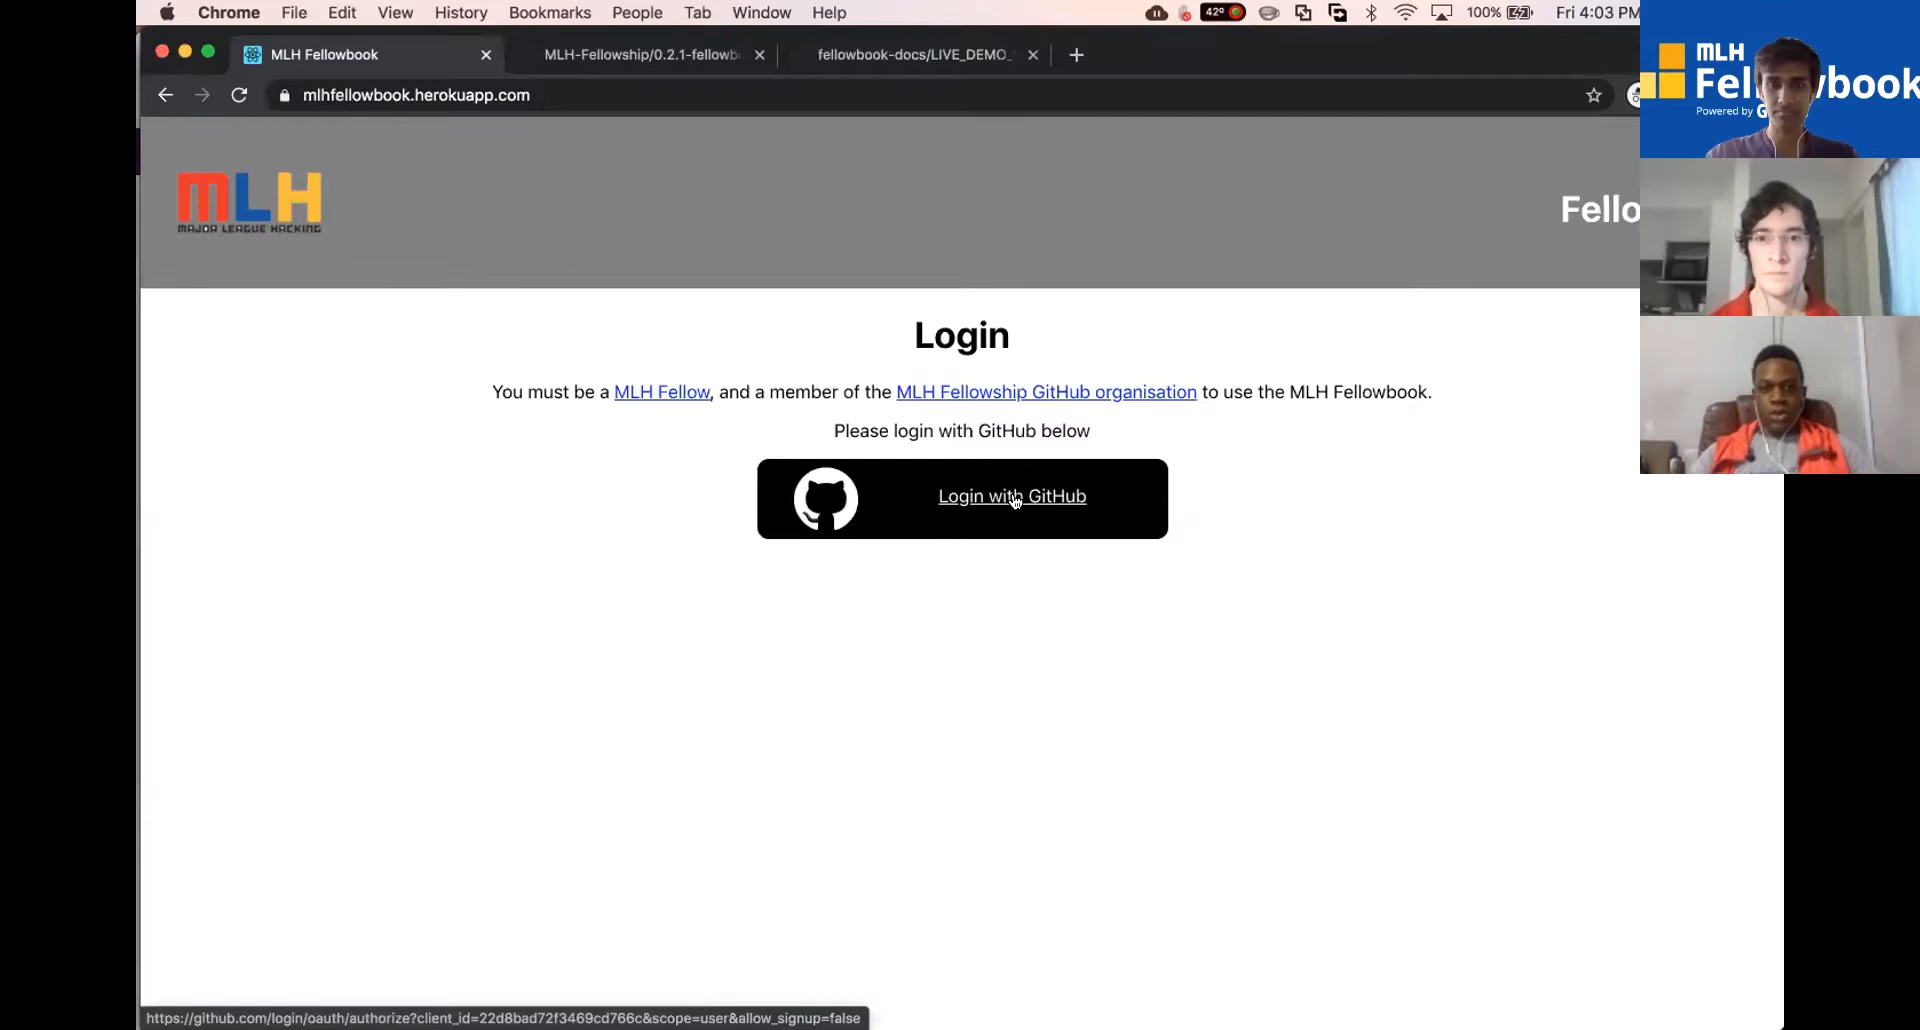 Chrome File Edit View History Bookmarks People Tab Window Help 42° 100% Fri 4:03 PM
MLH Fellowbook MLH-Fellowship/0.2.1-fellowb fellowbook-docs/LIVE_DEMO_
mlhfellowbook.herokuapp.com
MLH
Fel book
Powered by G
MLH
MAJOR LEAGUE HACKING
Fello
Login
You must be a MLH Fellow, and a member of the MLH Fellowship GitHub organisation to use the MLH Fellowbook.
Please login with GitHub below
Login with GitHub
https://github.com/login/oauth/authorize?client_id=22d8bad72f3469cd766c&scope=user&allow_signup=false